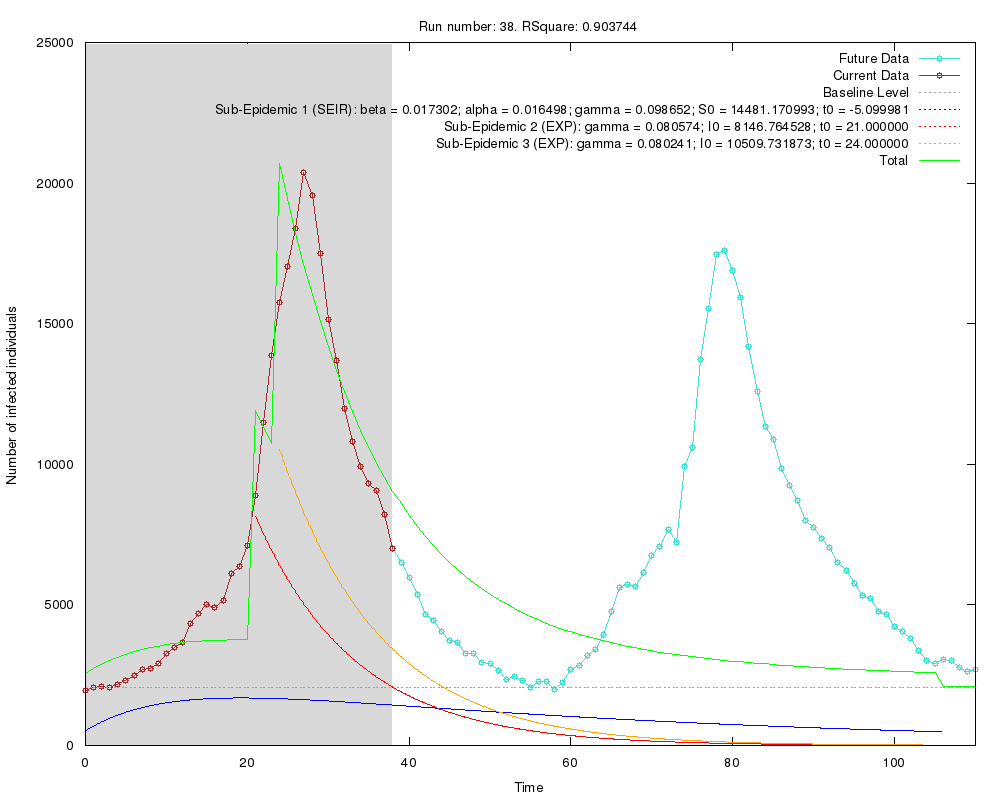 Run number: 38. RSquare: 0.903744
25000
20000
15000
10000
5000
0
Number of infected individuals
Future Data
Current Data
Baseline Level
Sub-Epidemic 1 (SEIR): beta = 0.017302; alpha = 0.016498; gamma = 0.098652; S0 = 14481.170993; t0 = -5.099981
Sub-Epidemic 2 (EXP): gamma = 0.080574; I0 = 8146.764528; t0 = 21.000000
Sub-Epidemic 3 (EXP): gamma = 0.080241; I0 = 10509.731873; t0 = 24.000000
Total
0 20 40 60 80 100
Time